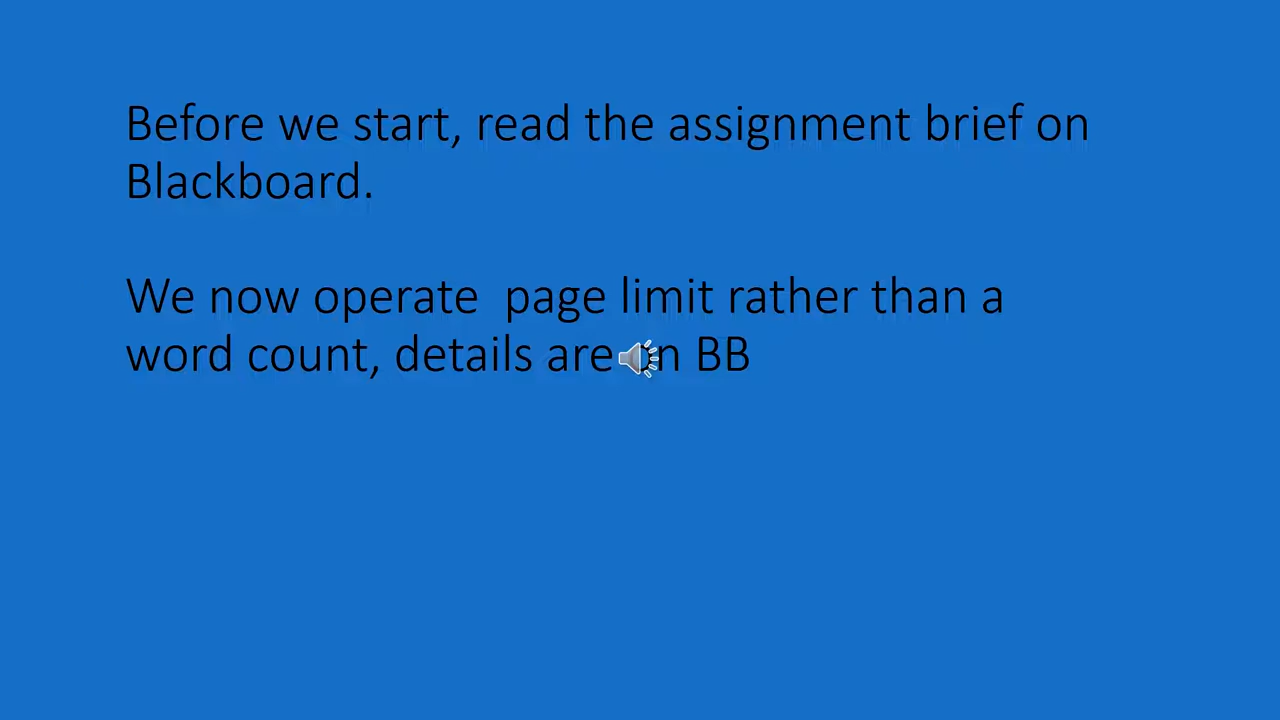 Before we start, read the assignment brief on
Blackboard.
We now operate  page limit rather than a
word count, details are on BB